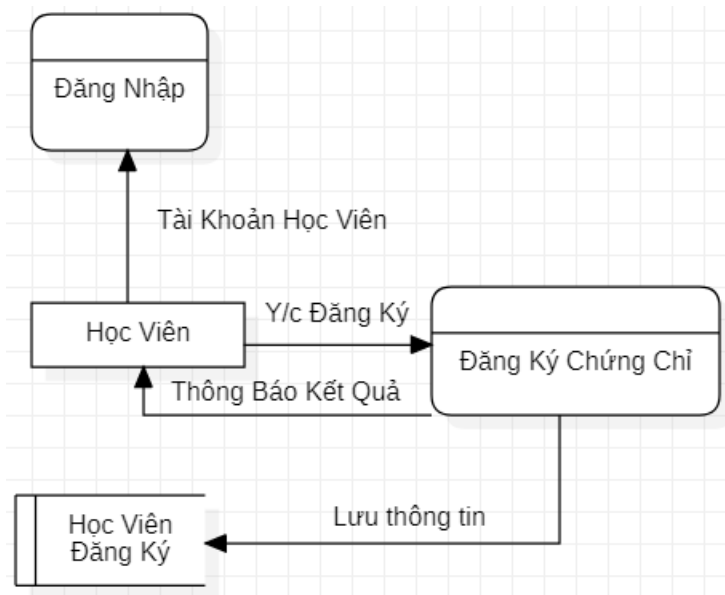 Đăng Nhập
Tài Khoản Học Viên
Y/c Đăng Ký
Học Viên
Đăng Ký Chứng Chỉ
Thông Báo Kết Quả
Lưu thông tin
Học Viên
Đăng Ký